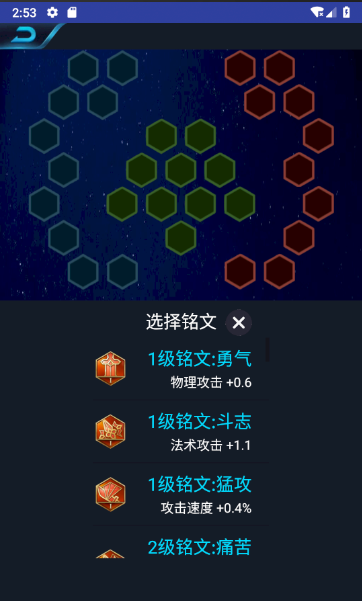 2:53
选择铭文
1级铭文:勇气
物理攻击 +0.6
1级铭文:斗志
法术攻击 +1.1
1级铭文:猛攻
攻击速度 +0.4%
2级铭文:痛苦